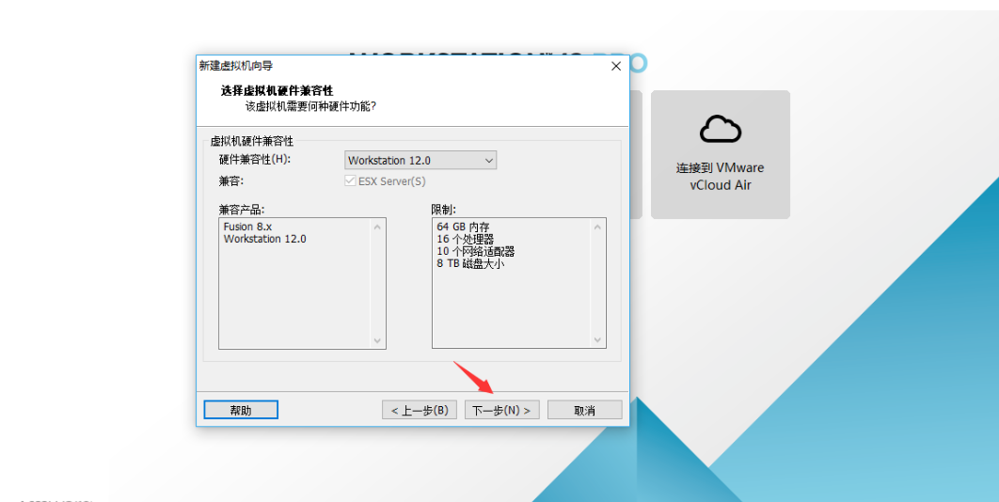 新建虚拟机向导
选择虚拟机硬件兼容性
该虚拟机需要何种硬件功能?
虚拟机硬件兼容性
硬件兼容性(H):
Workstation 12.0
兼容:
ESX Server(S)
兼容产品:
限制:
Fusion 8.x
Workstation 12.0
64 GB 内存
16 个处理器
10 个网络适配器
8 TB 磁盘大小
帮助
< 上一步(B)
下一步(N) >
取消
连接到 VMware
vCloud Air